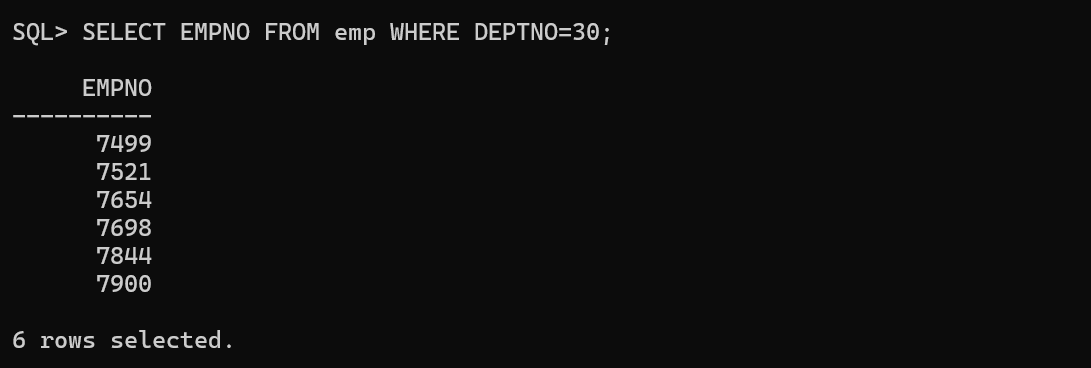 SQL> SELECT EMPNO FROM emp WHERE DEPTNO=30;
EMPNO
----------
7499
7521
7654
7698
7844
7900
6 rows selected.